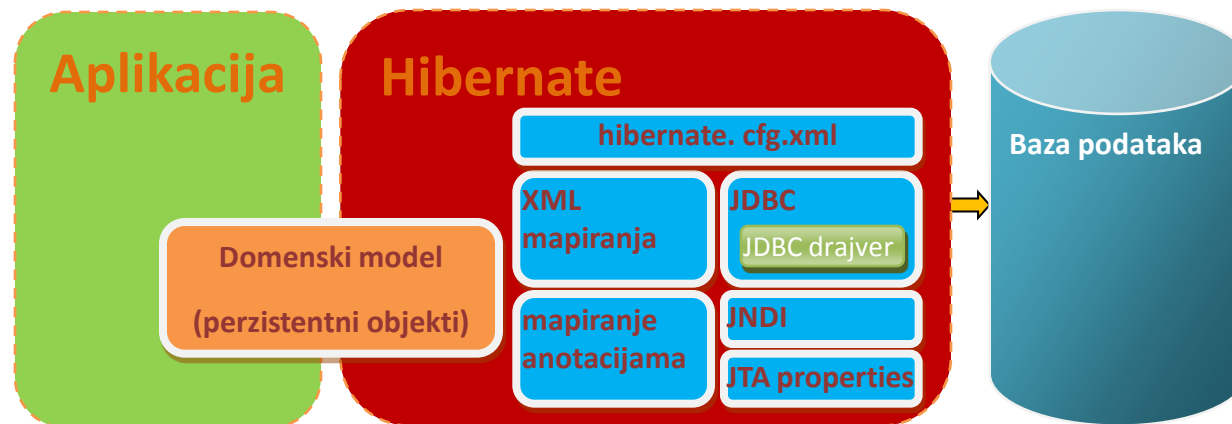 Aplikacija
Hibernate
hibernate. cfg.xml
Baza podataka
XML
mapiranja
JDBC
JDBC drajver
Domenski model
(perzistentni objekti)
mapiranje
anotacijama
JNDI
JTA properties